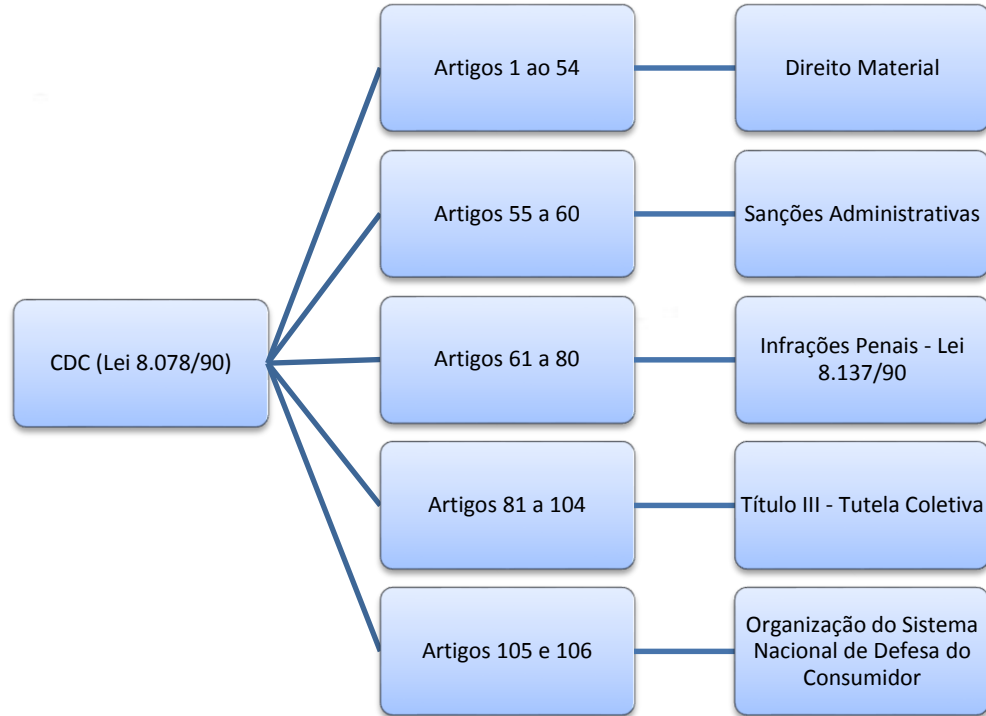 Artigos 1 ao 54
Direito Material
Artigos 55 a 60
Sanções Administrativas
CDC (Lei 8.078/90)
Artigos 61 a 80
Infrações Penais - Lei
8.137/90
Artigos 81 a 104
Título III - Tutela Coletiva
Artigos 105 e 106
Organização do Sistema
Nacional de Defesa do
Consumidor